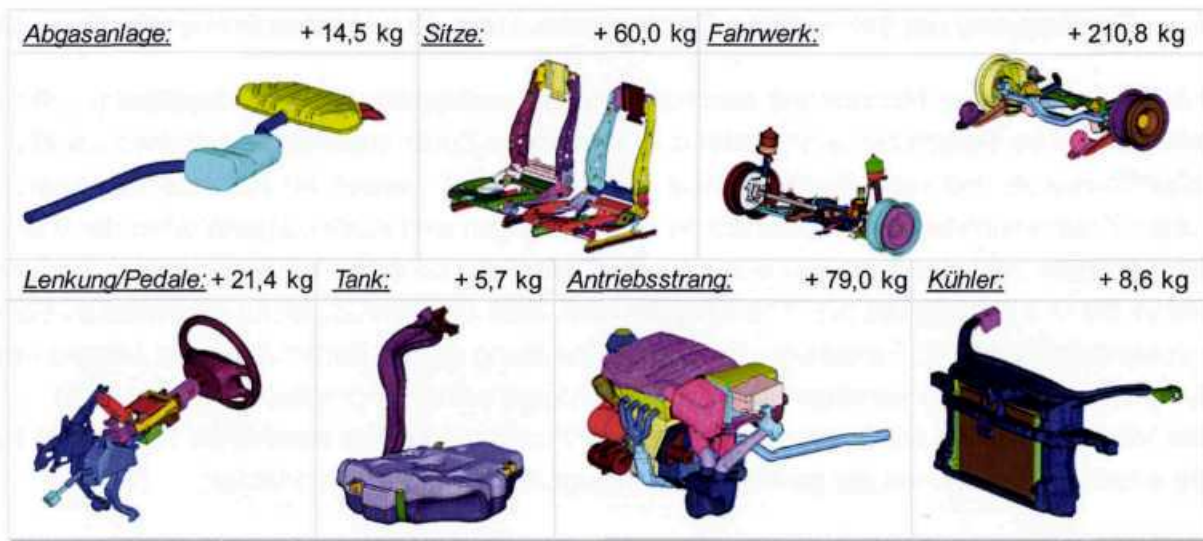 Abgasanlage: + 14,5 kg
Sitze: + 60,0 kg
Fahrwerk: + 210,8 kg
Lenkung/Pedale: + 21,4 kg
Tank: + 5,7 kg
Antriebsstrang: + 79,0 kg
Kühler: + 8,6 kg